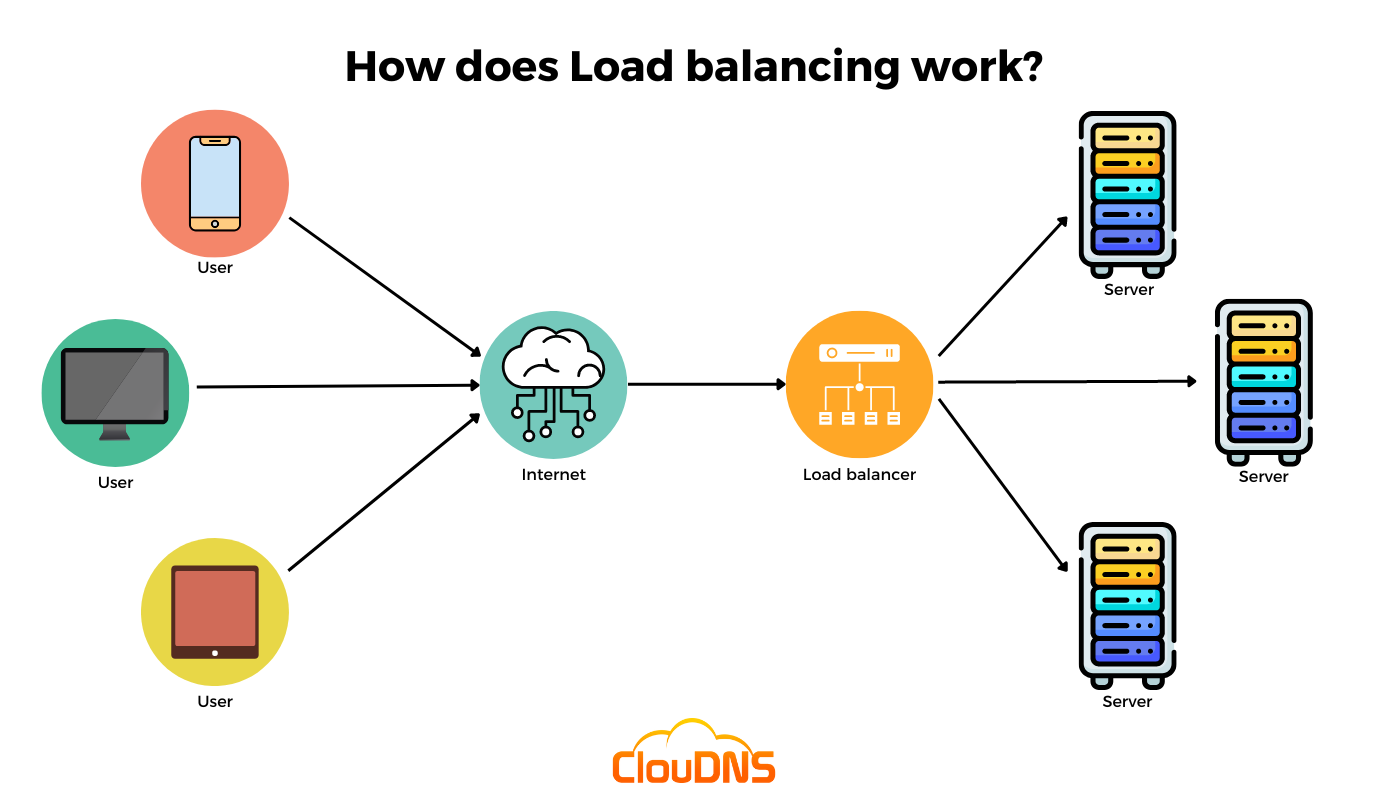 How does Load balancing work?
User
Server
User
Internet
Load balancer
Server
User
Server
ClouDNS